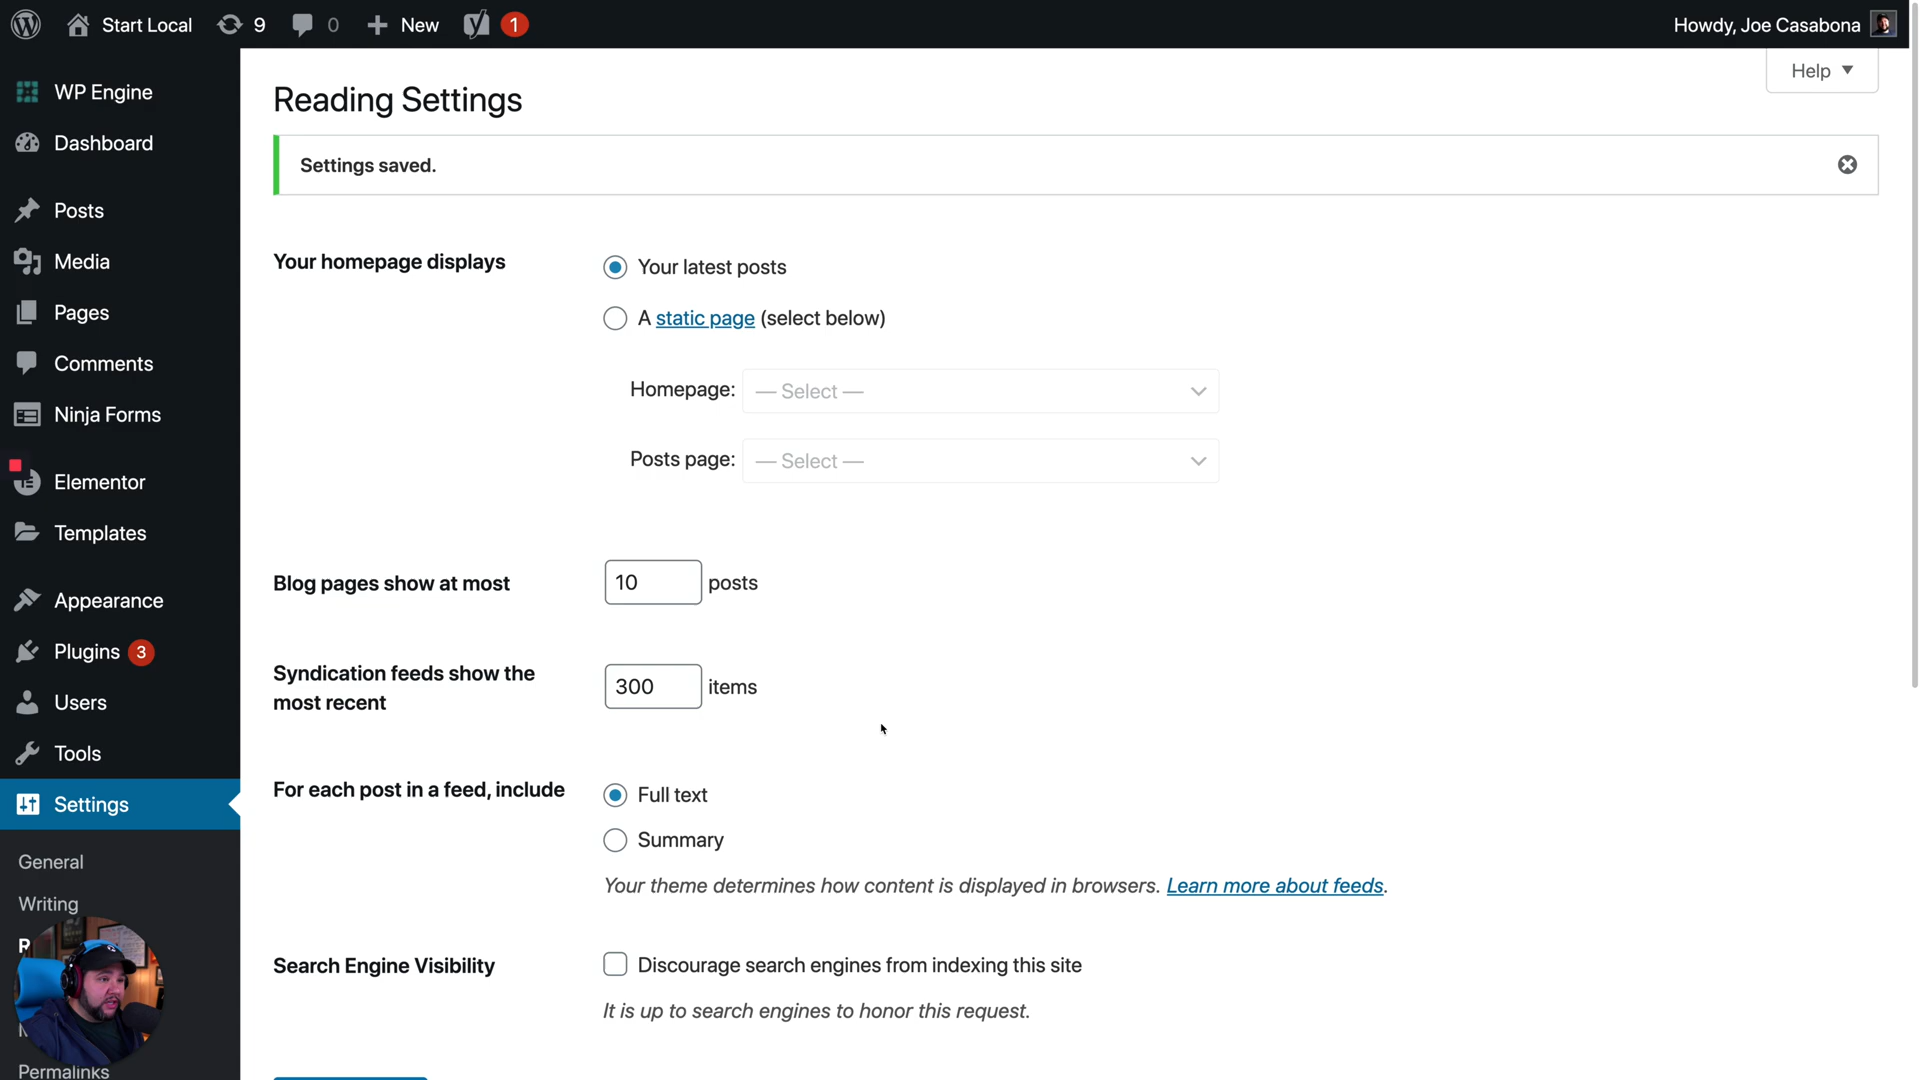 Start Local 9 0 New 1 Howdy, Joe Casabona
Help
WP Engine
Dashboard
Posts
Media
Pages
Comments
Ninja Forms
Elementor
Templates
Appearance
Plugins 3
Users
Tools
Settings
General
Writing
R
Permalinks
Reading Settings
Settings saved.
Your homepage displays
Your latest posts
A static page (select below)
Homepage: — Select —
Posts page: — Select —
Blog pages show at most 10 posts
Syndication feeds show the
most recent
300 items
For each post in a feed, include
Full text
Summary
Your theme determines how content is displayed in browsers. Learn more about feeds.
Search Engine Visibility
Discourage search engines from indexing this site
It is up to search engines to honor this request.